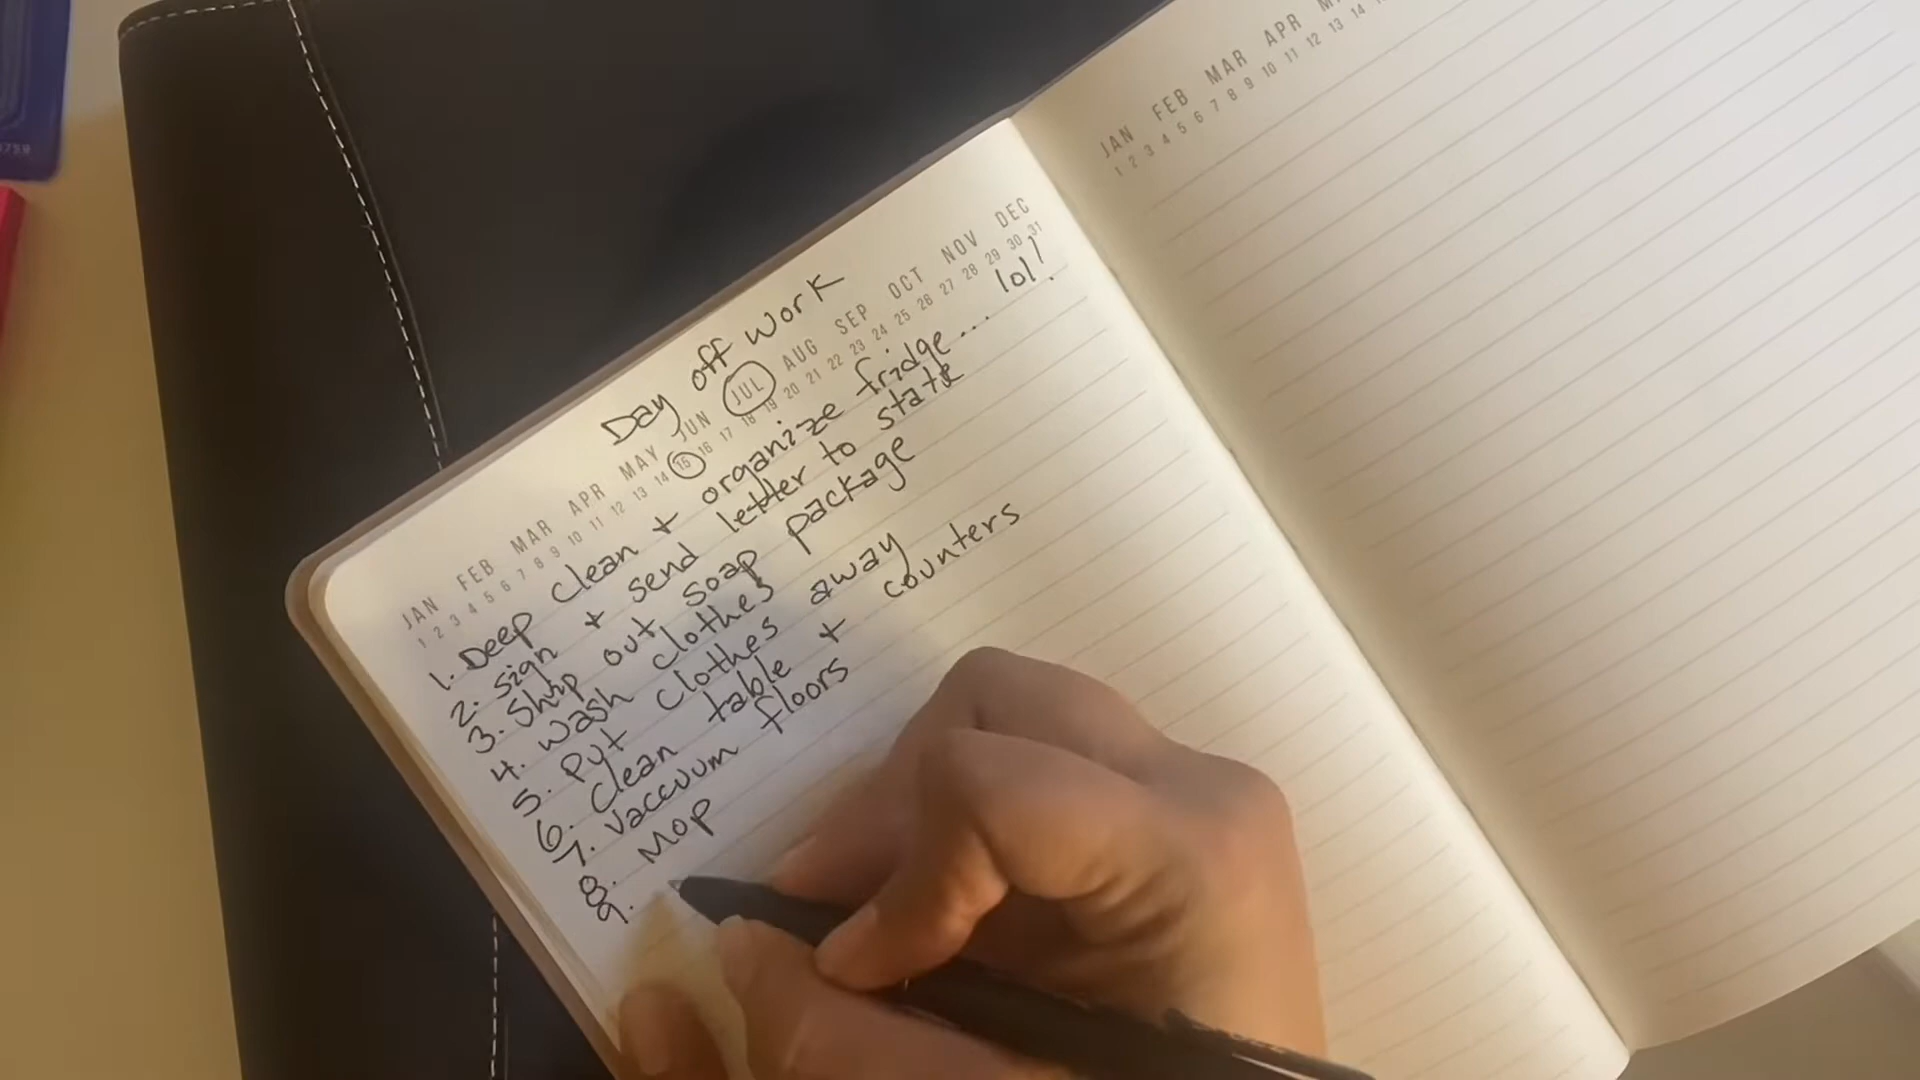 Day off work
JAN FEB MAR APR MAY JUN JUL AUG SEP OCT NOV DEC
1 2 3 4 5 6 7 8 9 10 11 12 13 14 15 16 17 18 19 20 21 22 23 24 25 26 27 28 29 30 31
1. Deep clean + organize fridge... lol!
2. Sign + send letter to state
3. Ship out soap package
4. Wash clothes
5. Put clothes away
6. Clean table + counters
7. Vaccuum floors
8. Mop
9.
JAN FEB MAR APR
1 2 3 4 5 6 7 8 9 10 11 12 13 14